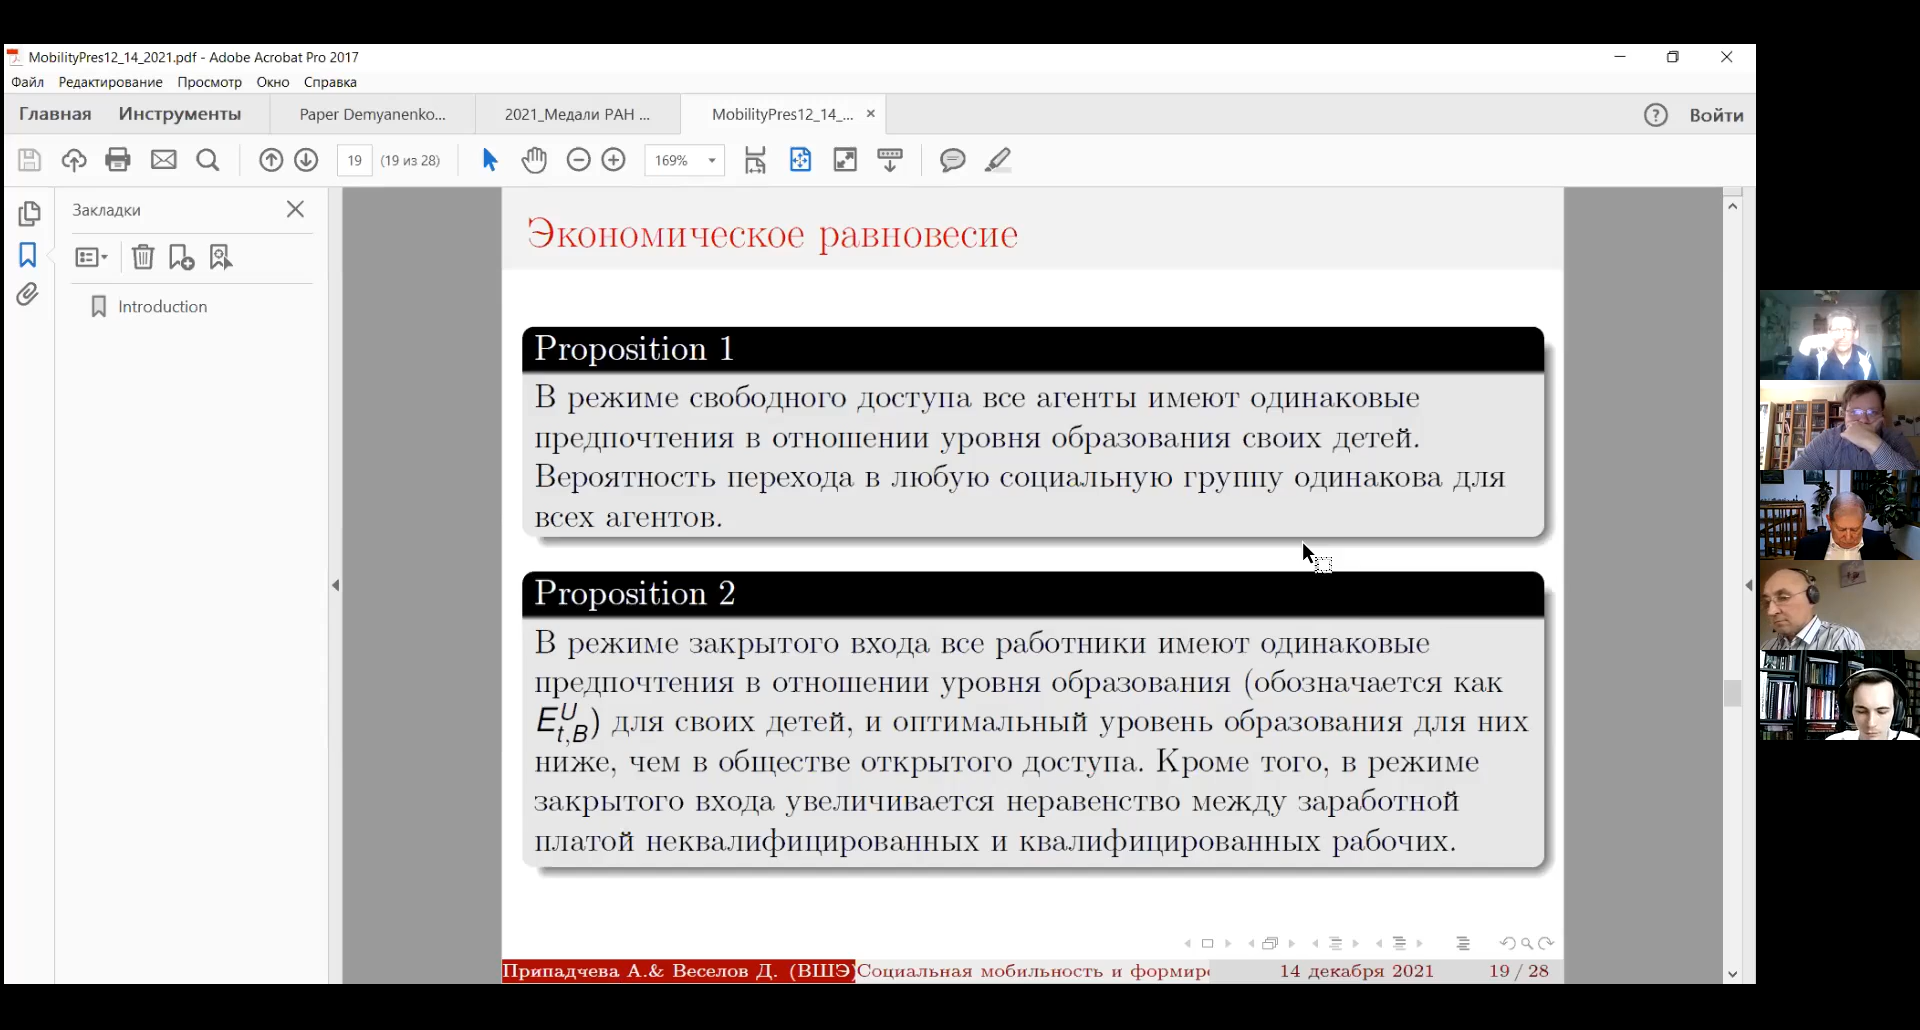 MobilityPres12_14_2021.pdf - Adobe Acrobat Pro 2017
Файл Редактирование Просмотр Окно Справка
Главная Инструменты Paper Demyanenko... 2021_Медали РАН ... MobilityPres12_14_... × ? Войти
19 (19 из 28) 169%
Закладки
Introduction
Экономическое равновесие
Proposition 1
В режиме свободного доступа все агенты имеют одинаковые
предпочтения в отношении уровня образования своих детей.
Вероятность перехода в любую социальную группу одинакова для
всех агентов.
Proposition 2
В режиме закрытого входа все работники имеют одинаковые
предпочтения в отношении уровня образования (обозначается как
E^U_{t,B}) для своих детей, и оптимальный уровень образования для них
ниже, чем в обществе открытого доступа. Кроме того, в режиме
закрытого входа увеличивается неравенство между заработной
платой неквалифицированных и квалифицированных рабочих.
Припадчева А.& Веселов Д. (ВШЭ) Социальная мобильность и формиро 14 декабря 2021 19 / 28